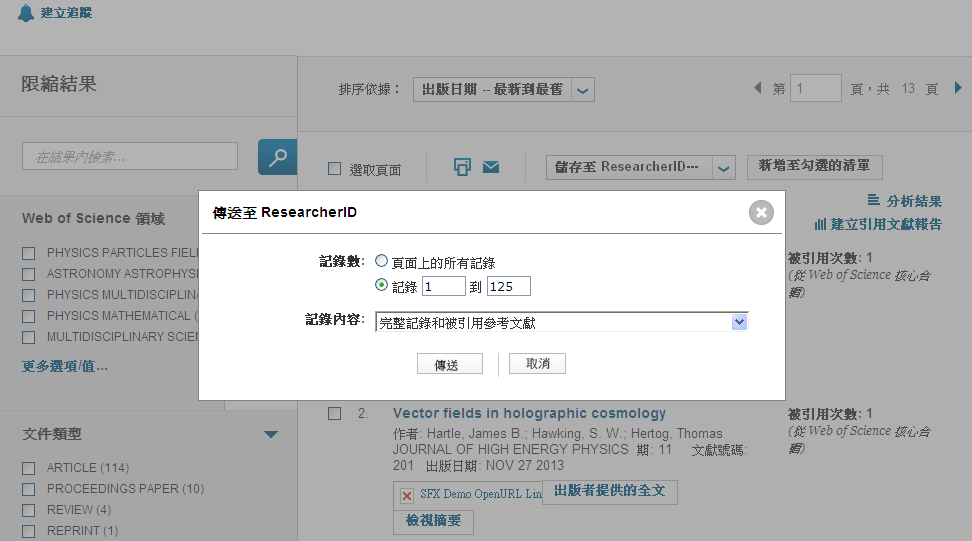 建立追蹤
限縮結果
在結果內檢索...
Web of Science 領域
PHYSICS PARTICLES FIEL
ASTRONOMY ASTROPHYSI
PHYSICS MULTIDISCIPLINA
PHYSICS MATHEMATICAL (
MULTIDISCIPLINARY SCIEN
更多選項/值...
文件類型
ARTICLE (114)
PROCEEDINGS PAPER (10)
REVIEW (4)
REPRINT (1)
排序依據: 出版日期 -- 最新到最舊
第 1 頁，共 13 頁
選取頁面
儲存至 ResearcherID---
新增至勾選的清單
分析結果
建立引用文獻報告
傳送至 ResearcherID
記錄數: 頁面上的所有記錄
記錄 1 到 125
記錄內容: 完整記錄和被引用參考文獻
傳送 取消
被引用次數: 1
(從 Web of Science 核心合
輯)
2. Vector fields in holographic cosmology
作者: Hartle, James B.; Hawking, S. W.; Hertog, Thomas
JOURNAL OF HIGH ENERGY PHYSICS 期: 11 文獻號碼:
201 出版日期: NOV 27 2013
SFX Demo OpenURL Lin 出版者提供的全文
檢視摘要
被引用次數: 1
(從 Web of Science 核心合
輯)